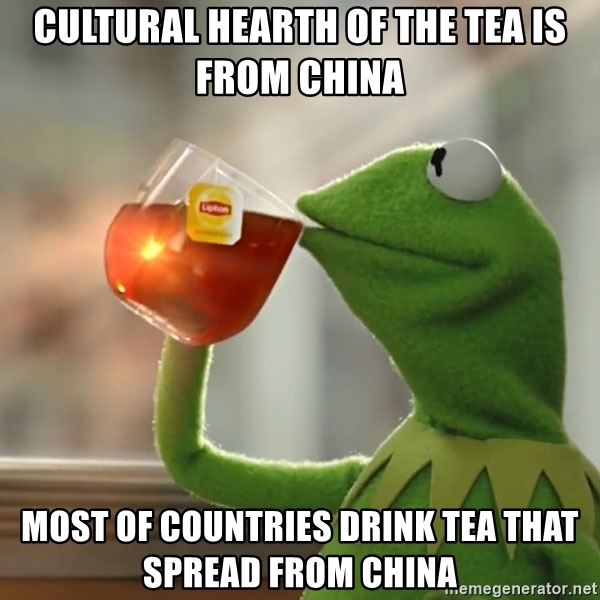 CULTURAL HEARTH OF THE TEA IS
FROM CHINA
Lipton
MOST OF COUNTRIES DRINK TEA THAT
SPREAD FROM CHINA
memegenerator.net